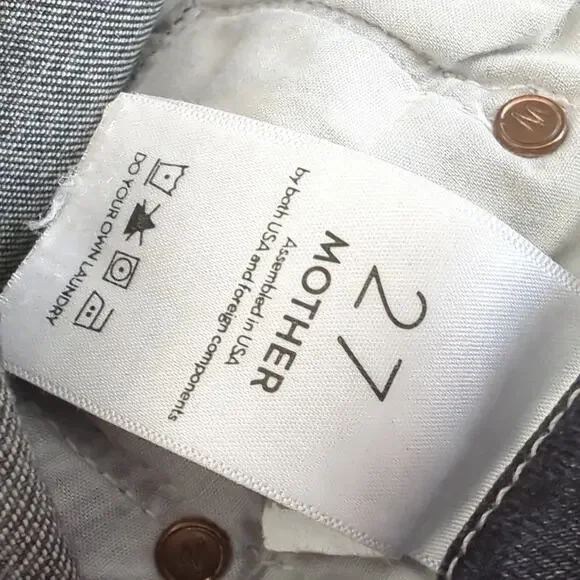 27
MOTHER
Assembled in USA
by both USA and foreign components
DO YOUR OWN LAUNDRY
M
M